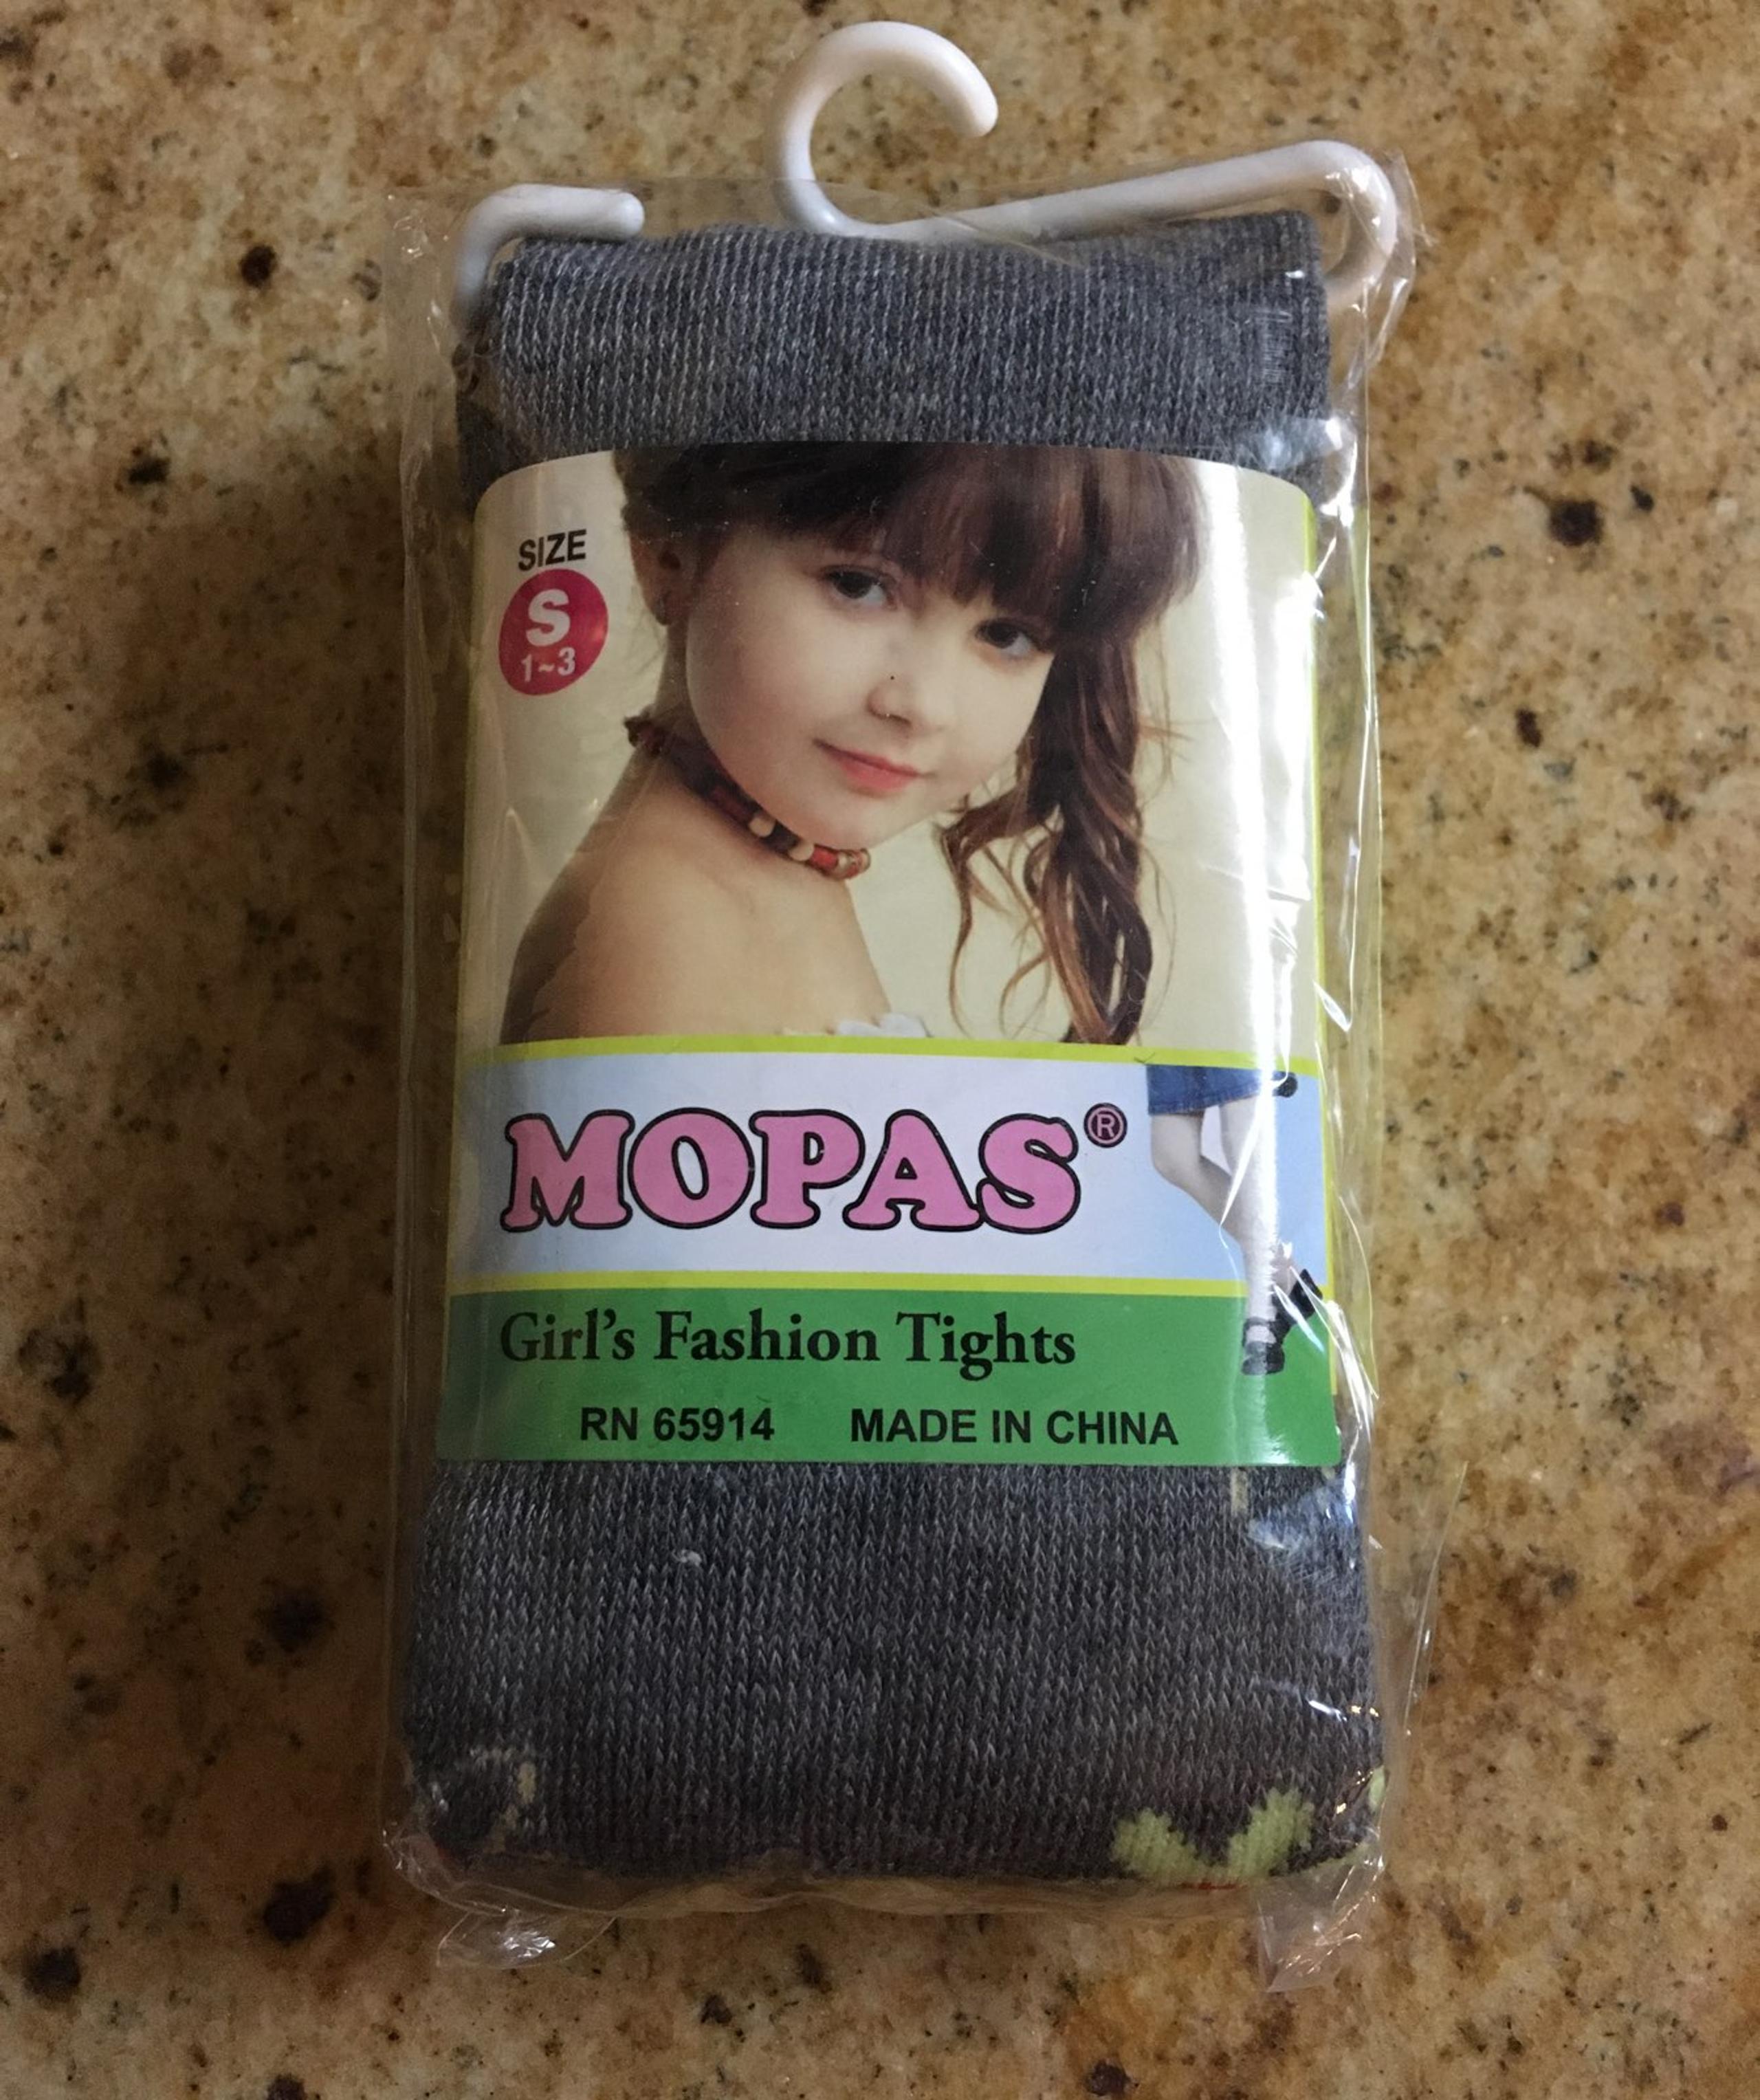 SIZE
S
1~3
MOPAS®
Girl's Fashion Tights
RN 65914 MADE IN CHINA